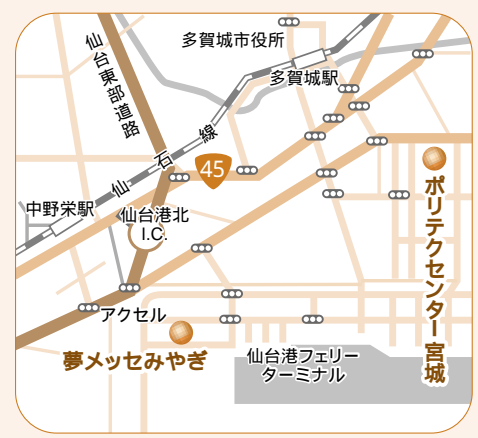 多賀城市役所
多賀城駅
仙台東部道路
仙石線
45
中野栄駅
仙台港北
I.C.
ポリテクセンター宮城
アクセル
夢メッセみやぎ
仙台港フェリー
ターミナル